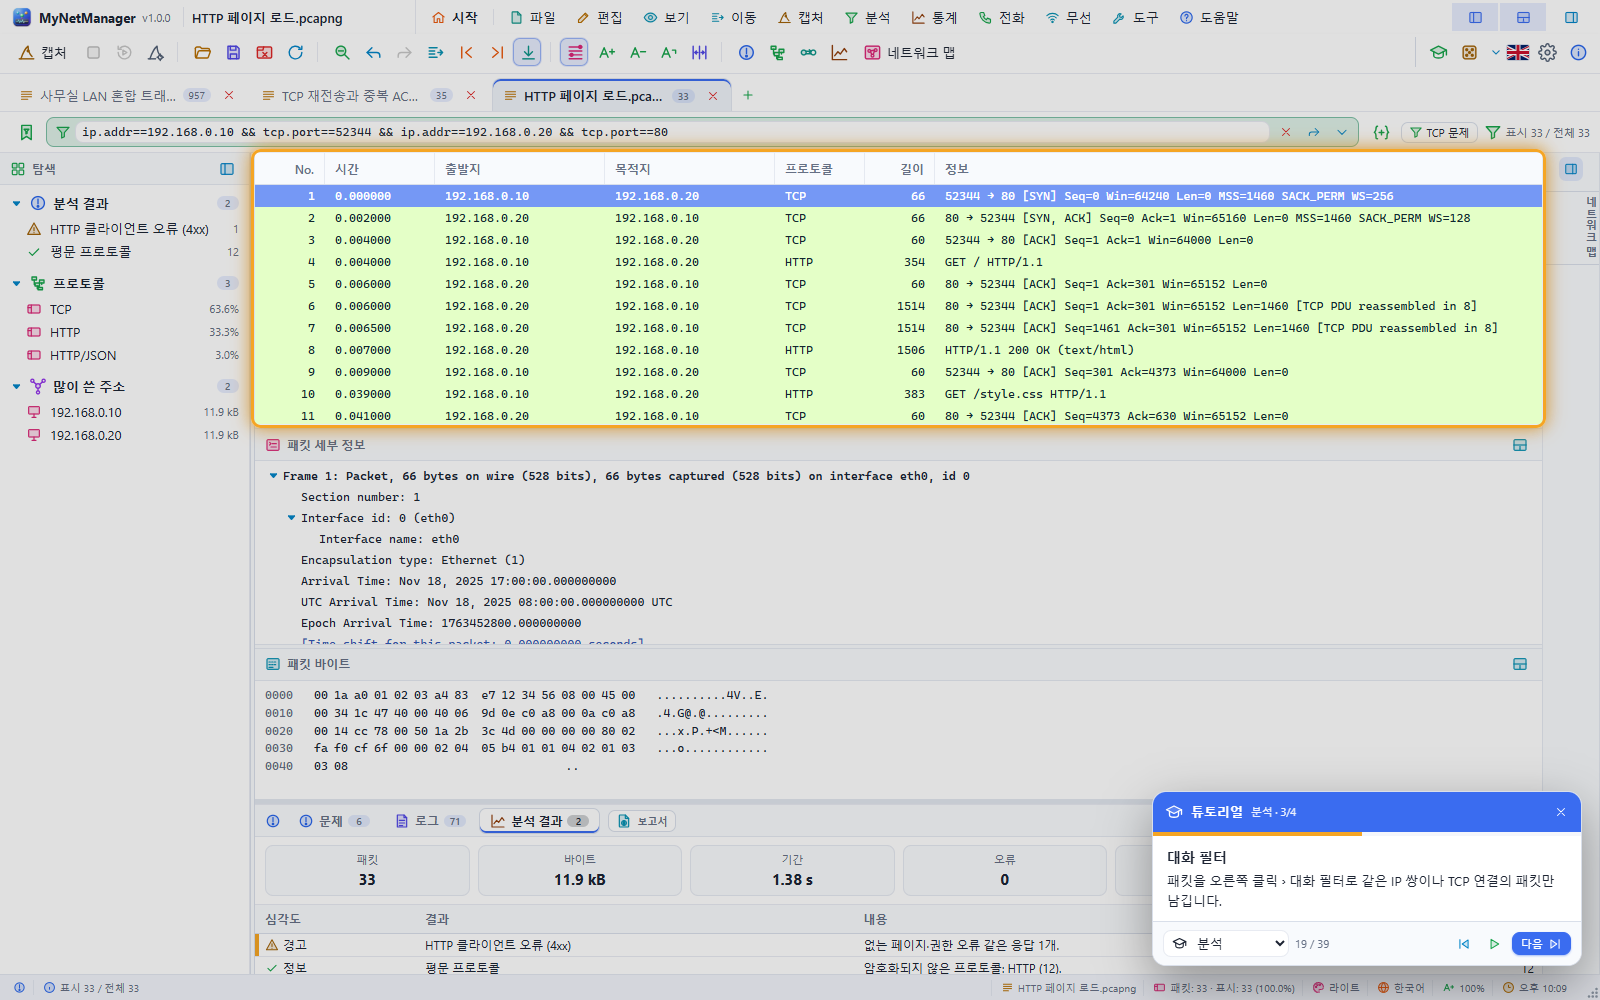 MyNetManager v1.0.0 HTTP 페이지 로드.pcapng 시작 파일 편집 보기 이동 캡처 분석 통계 전화 무선 도구 도움말
캡처 네트워크 맵
사무실 LAN 혼합 트래... 957 TCP 재전송과 중복 AC... 35 HTTP 페이지 로드.pca... 33
ip.addr==192.168.0.10 && tcp.port==52344 && ip.addr==192.168.0.20 && tcp.port==80 TCP 문제 표시 33 / 전체 33
탐색
분석 결과 2
HTTP 클라이언트 오류 (4xx) 1
평문 프로토콜 12
프로토콜 3
TCP 63.6%
HTTP 33.3%
HTTP/JSON 3.0%
많이 쓴 주소 2
192.168.0.10 11.9 kB
192.168.0.20 11.9 kB
No. 시간 출발지 목적지 프로토콜 길이 정보
1 0.000000 192.168.0.10 192.168.0.20 TCP 66 52344 → 80 [SYN] Seq=0 Win=64240 Len=0 MSS=1460 SACK_PERM WS=256
2 0.002000 192.168.0.20 192.168.0.10 TCP 66 80 → 52344 [SYN, ACK] Seq=0 Ack=1 Win=65160 Len=0 MSS=1460 SACK_PERM WS=128
3 0.004000 192.168.0.10 192.168.0.20 TCP 60 52344 → 80 [ACK] Seq=1 Ack=1 Win=64000 Len=0
4 0.004000 192.168.0.10 192.168.0.20 HTTP 354 GET / HTTP/1.1
5 0.006000 192.168.0.20 192.168.0.10 TCP 60 80 → 52344 [ACK] Seq=1 Ack=301 Win=65152 Len=0
6 0.006000 192.168.0.20 192.168.0.10 TCP 1514 80 → 52344 [ACK] Seq=1 Ack=301 Win=65152 Len=1460 [TCP PDU reassembled in 8]
7 0.006500 192.168.0.20 192.168.0.10 TCP 1514 80 → 52344 [ACK] Seq=1461 Ack=301 Win=65152 Len=1460 [TCP PDU reassembled in 8]
8 0.007000 192.168.0.20 192.168.0.10 HTTP 1506 HTTP/1.1 200 OK (text/html)
9 0.009000 192.168.0.10 192.168.0.20 TCP 60 52344 → 80 [ACK] Seq=301 Ack=4373 Win=64000 Len=0
10 0.039000 192.168.0.10 192.168.0.20 HTTP 383 GET /style.css HTTP/1.1
11 0.041000 192.168.0.20 192.168.0.10 TCP 60 80 → 52344 [ACK] Seq=4373 Ack=630 Win=65152 Len=0
네트워크 맵
패킷 세부 정보
Frame 1: Packet, 66 bytes on wire (528 bits), 66 bytes captured (528 bits) on interface eth0, id 0
Section number: 1
Interface id: 0 (eth0)
Interface name: eth0
Encapsulation type: Ethernet (1)
Arrival Time: Nov 18, 2025 17:00:00.000000000
UTC Arrival Time: Nov 18, 2025 08:00:00.000000000 UTC
Epoch Arrival Time: 1763452800.000000000
[Time shift for this packet: 0.000000000 seconds]
패킷 바이트
0000 00 1a a0 01 02 03 a4 83 e7 12 34 56 08 00 45 00 ..........4V..E.
0010 00 34 1c 47 40 00 40 06 9d 0e c0 a8 00 0a c0 a8 .4.G@.@.........
0020 00 14 cc 78 00 50 1a 2b 3c 4d 00 00 00 00 80 02 ...x.P.+<M......
0030 fa f0 cf 6f 00 00 02 04 05 b4 01 01 04 02 01 03 ...o............
0040 03 08 ..
문제 6 로그 71 분석 결과 2 보고서
패킷 바이트 기간 오류
33 11.9 kB 1.38 s 0
심각도 결과 내용
경고 HTTP 클라이언트 오류 (4xx) 없는 페이지·권한 오류 같은 응답 1개.
정보 평문 프로토콜 암호화되지 않은 프로토콜: HTTP (12). 12
튜토리얼 분석 · 3/4
대화 필터
패킷을 오른쪽 클릭 › 대화 필터로 같은 IP 쌍이나 TCP 연결의 패킷만
남깁니다.
분석 19 / 39 다음
표시 33 / 전체 33 HTTP 페이지 로드.pcapng 패킷: 33 · 표시: 33 (100.0%) 라이트 한국어 100% 오후 10:09